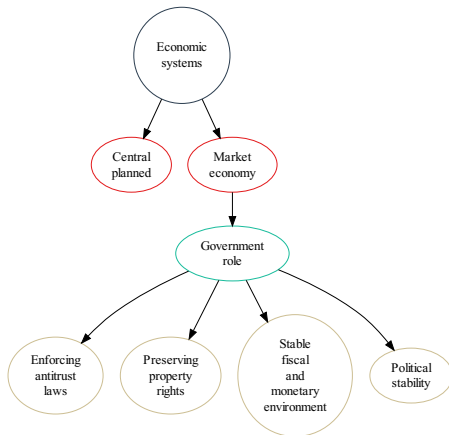 Economic
systems
Central
planned
Market
economy
Government
role
Enforcing
antitrust
laws
Preserving
property
rights
Stable
fiscal
and
monetary
environment
Political
stability